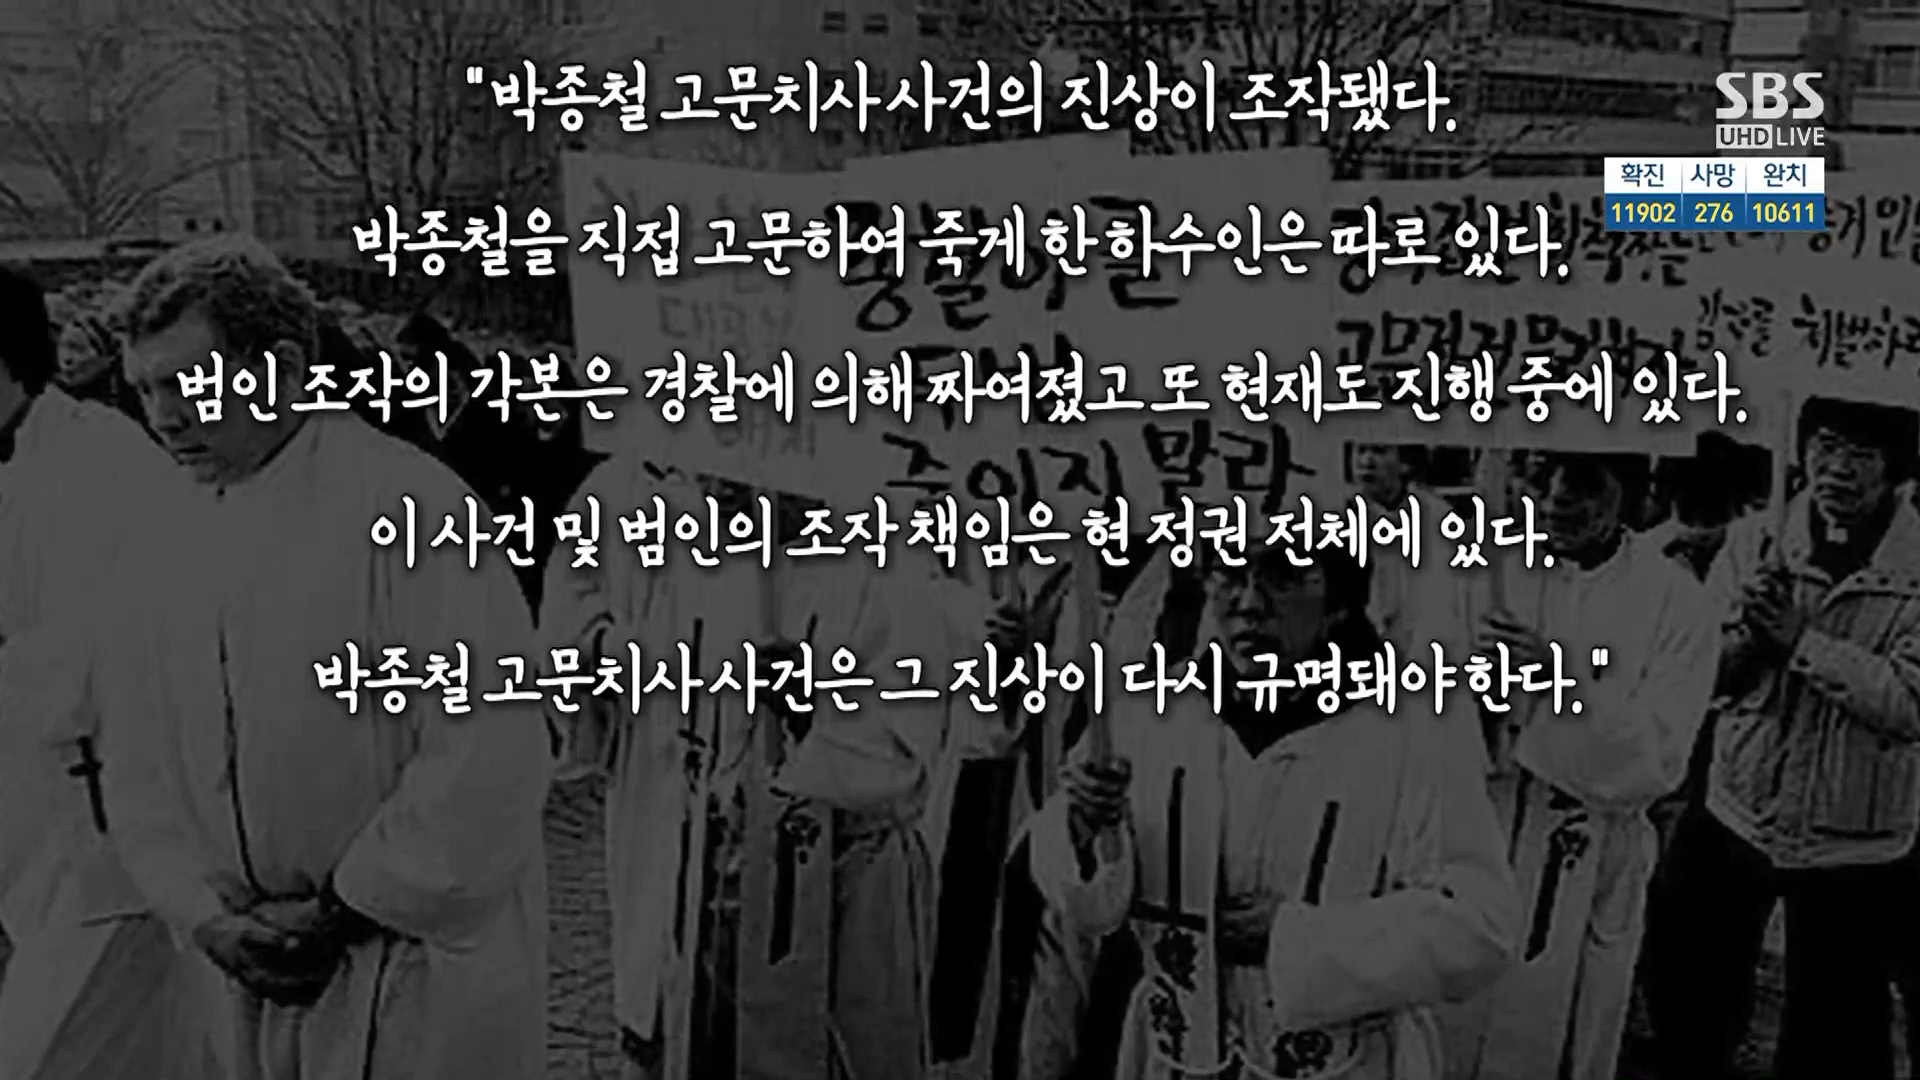 "박종철 고문치사 사건의 진상이 조작됐다.
SBS
UHD LIVE
확진 사망 완치
11902 276 10611
박종철을 직접 고문하여 죽게 한 하수인은 따로 있다.
범인 조작의 각본은 경찰에 의해 짜여졌고 또 현재도 진행 중에 있다.
말라
이 사건 및 범인의 조작 책임은 현 정권 전체에 있다.
박종철 고문치사 사건은 그 진상이 다시 규명돼야 한다."